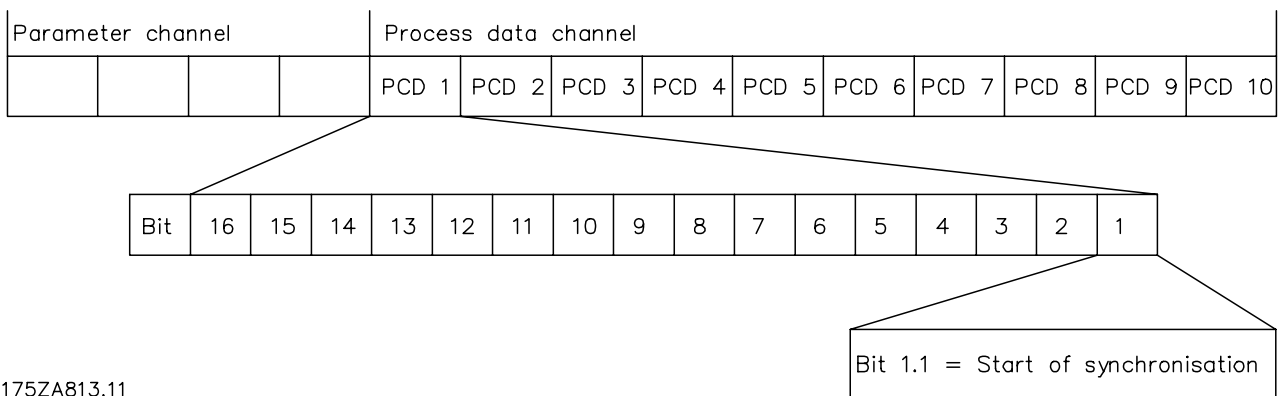 Parameter channel Process data channel
PCD 1 PCD 2 PCD 3 PCD 4 PCD 5 PCD 6 PCD 7 PCD 8 PCD 9 PCD 10
Bit 16 15 14 13 12 11 10 9 8 7 6 5 4 3 2 1
Bit 1.1 = Start of synchronisation
175ZA813.11